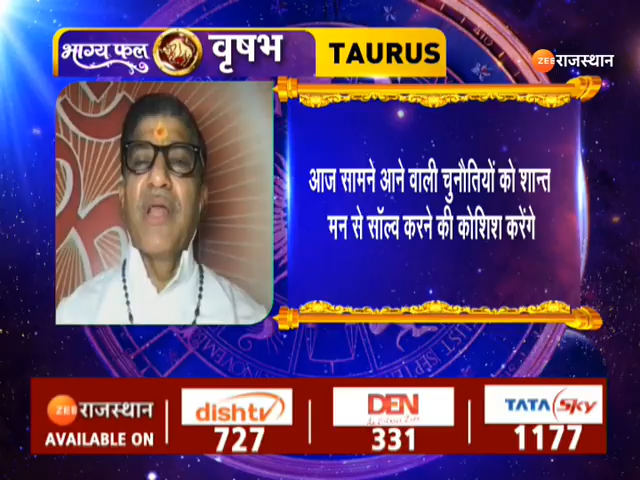 भाग्य फल
वृषभ
TAURUS
ZEE राजस्थान
आज सामने आने वाली चुनौतियों को शान्त
मन से सॉल्व करने की कोशिश करेंगे
ZEE राजस्थान
AVAILABLE ON
dishtv
727
DEN
331
TATA Sky
1177